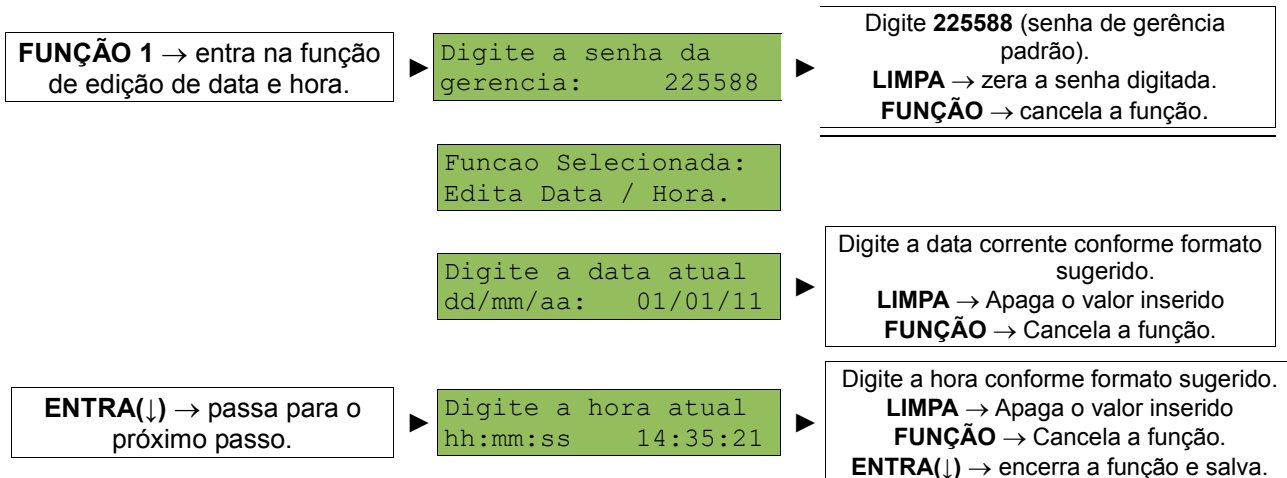 FUNÇÃO 1 → entra na função
de edição de data e hora.
►
Digite a senha da
gerencia: 225588
►
Digite 225588 (senha de gerência
padrão).
LIMPA → zera a senha digitada.
FUNÇÃO → cancela a função.
Funcao Selecionada:
Edita Data / Hora.
Digite a data atual
dd/mm/aa: 01/01/11
►
Digite a data corrente conforme formato
sugerido.
LIMPA → Apaga o valor inserido
FUNÇÃO → Cancela a função.
ENTRA(↓) → passa para o
próximo passo.
►
Digite a hora atual
hh:mm:ss 14:35:21
►
Digite a hora conforme formato sugerido.
LIMPA → Apaga o valor inserido
FUNÇÃO → Cancela a função.
ENTRA(↓) → encerra a função e salva.